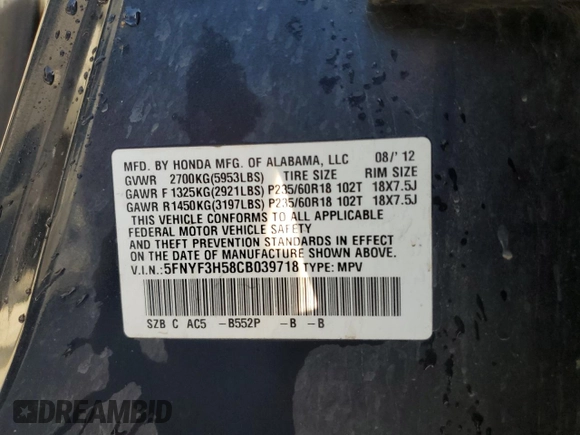 MFD. BY HONDA MFG. OF ALABAMA, LLC 08/'12
GVWR 2700KG(5953LBS) TIRE SIZE RIM SIZE
GAWR F 1325KG(2921LBS) P235/60R18 102T 18X7.5J
GAWR R1450KG(3197LBS) P235/60R18 102T 18X7.5J
THIS VEHICLE CONFORMS TO ALL APPLICABLE
FEDERAL MOTOR VEHICLE SAFETY
AND THEFT PREVENTION STANDARDS IN EFFECT
ON THE DATE OF MANUFACTURE SHOWN ABOVE.
V.I.N.:5FNYF3H58CB039718 TYPE: MPV
SZB C AC5 -B552P -B -B
DREAMBID